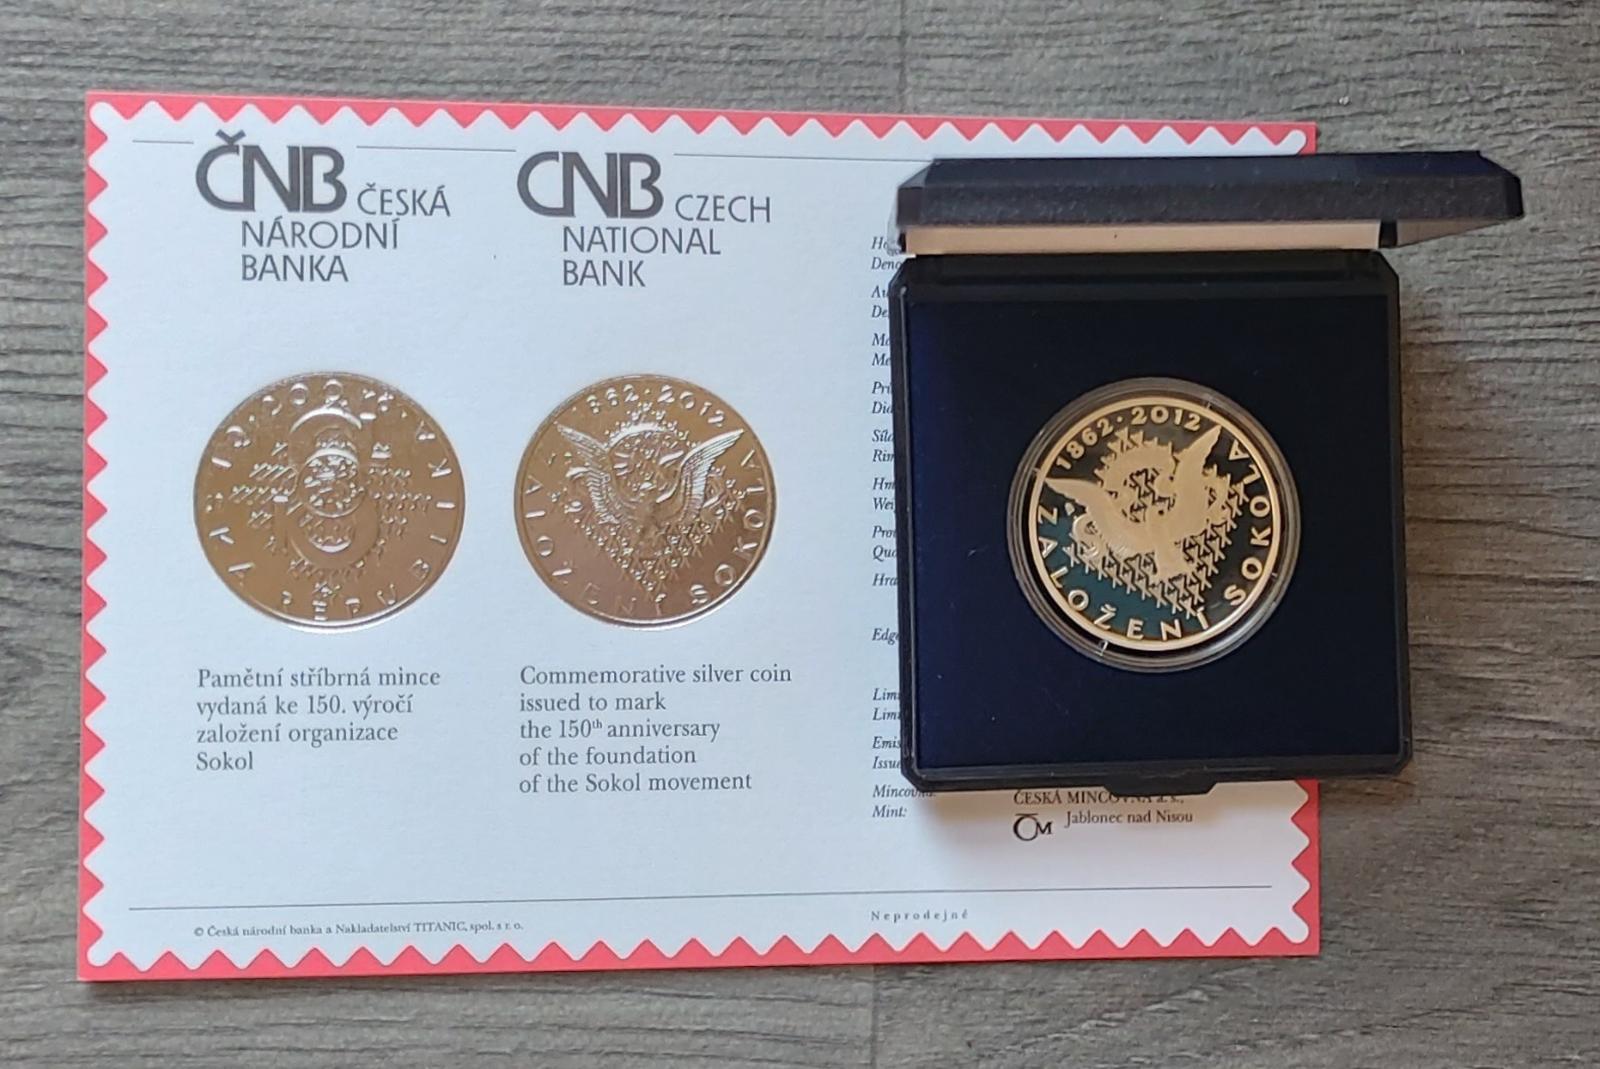 ČNB ČESKÁ
NÁRODNÍ
BANKA
CNB CZECH
NATIONAL
BANK
1862·2012
ZALOŽENÍ SOKOLA
Pamětní stříbrná mince
vydaná ke 150. výročí
založení organizace
Sokol
Commemorative silver coin
issued to mark
the 150th anniversary
of the foundation
of the Sokol movement
Mint:
ČESKÁ MINCOVNA a. s.,
ČM Jablonec nad Nisou
1862·2012
ZALOŽENÍ SOKOLA
© Česká národní banka a Nakladatelství TITANIC, spol. s r. o.
Neprodejné